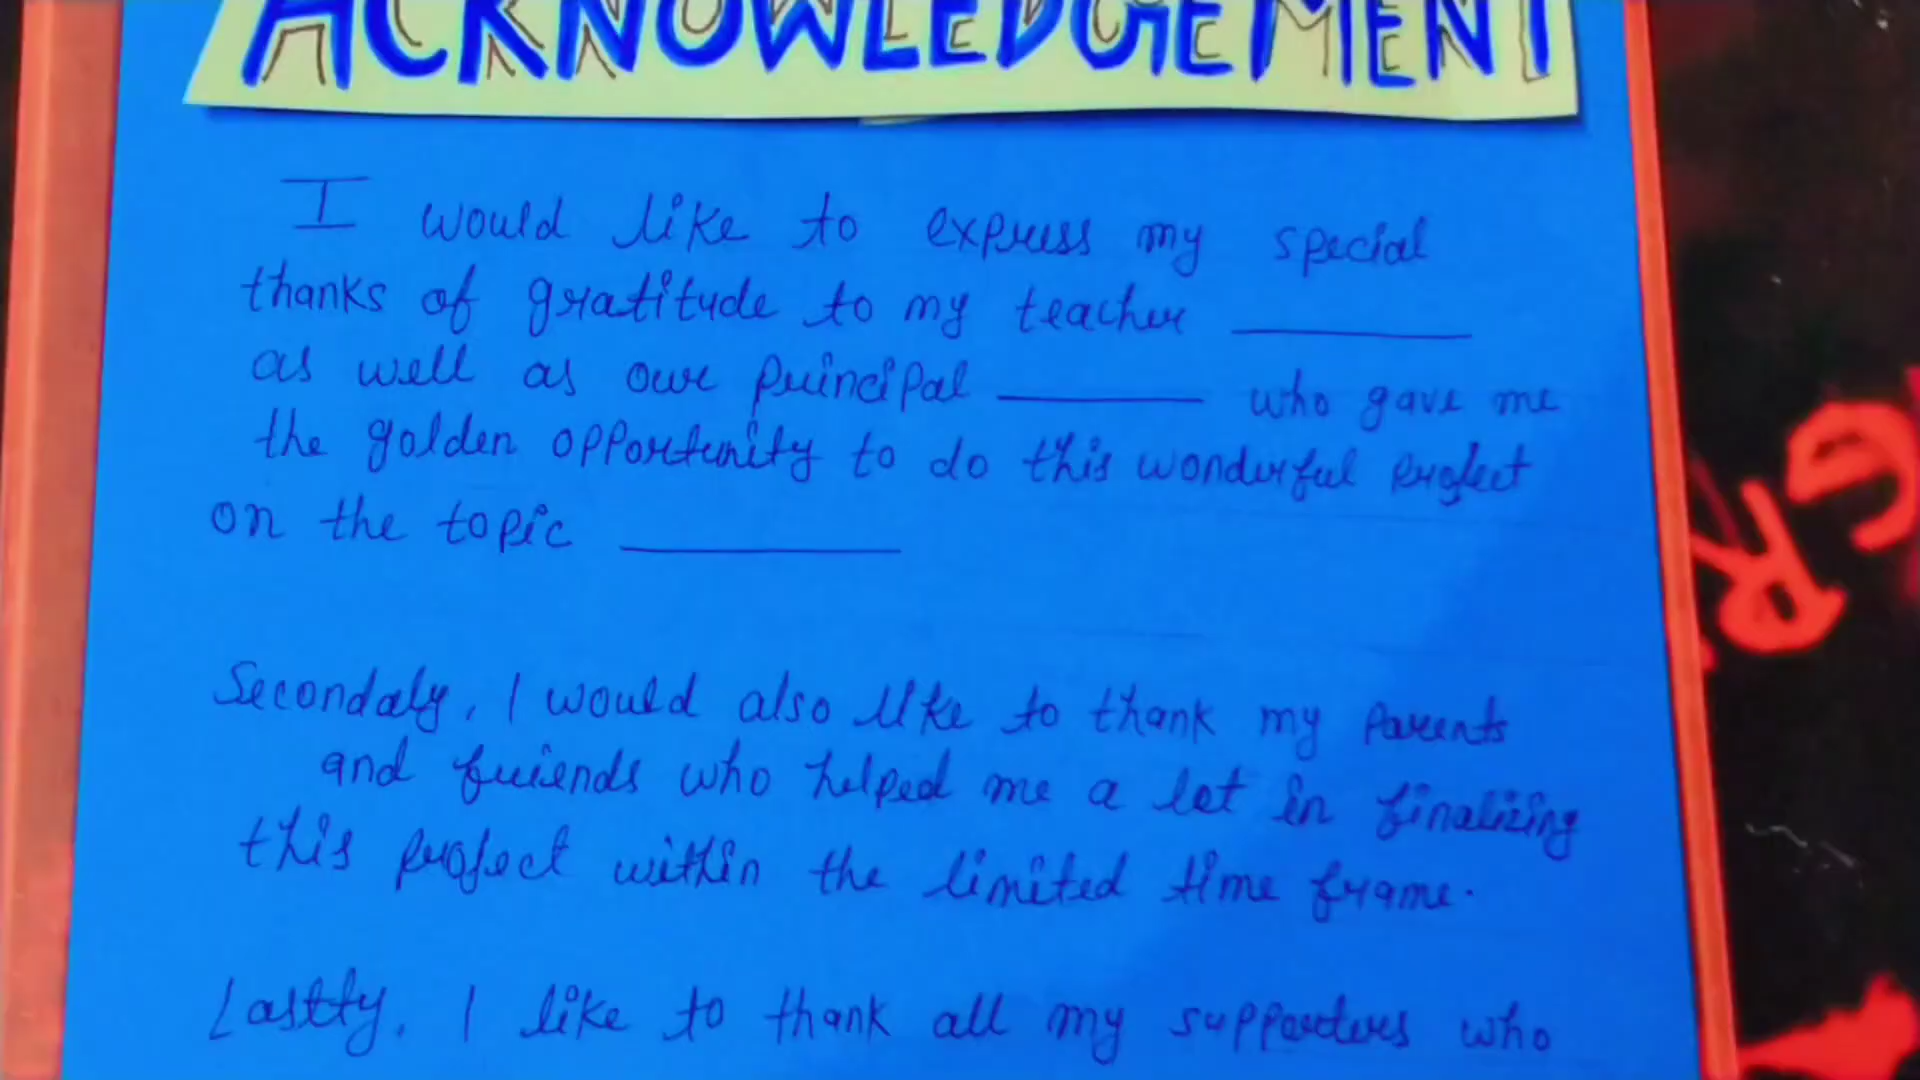 ACKNOWLEDGEMENT
I would like to express my special
thanks of gratitude to my teacher ________
as well as our principal ________ who gave me
the golden opportunity to do this wonderful project
on the topic ________
Secondaly, I would also like to thank my parents
and friends who helped me a lot in finalizing
this project within the limited time frame.
Lastly, I like to thank all my supporters who